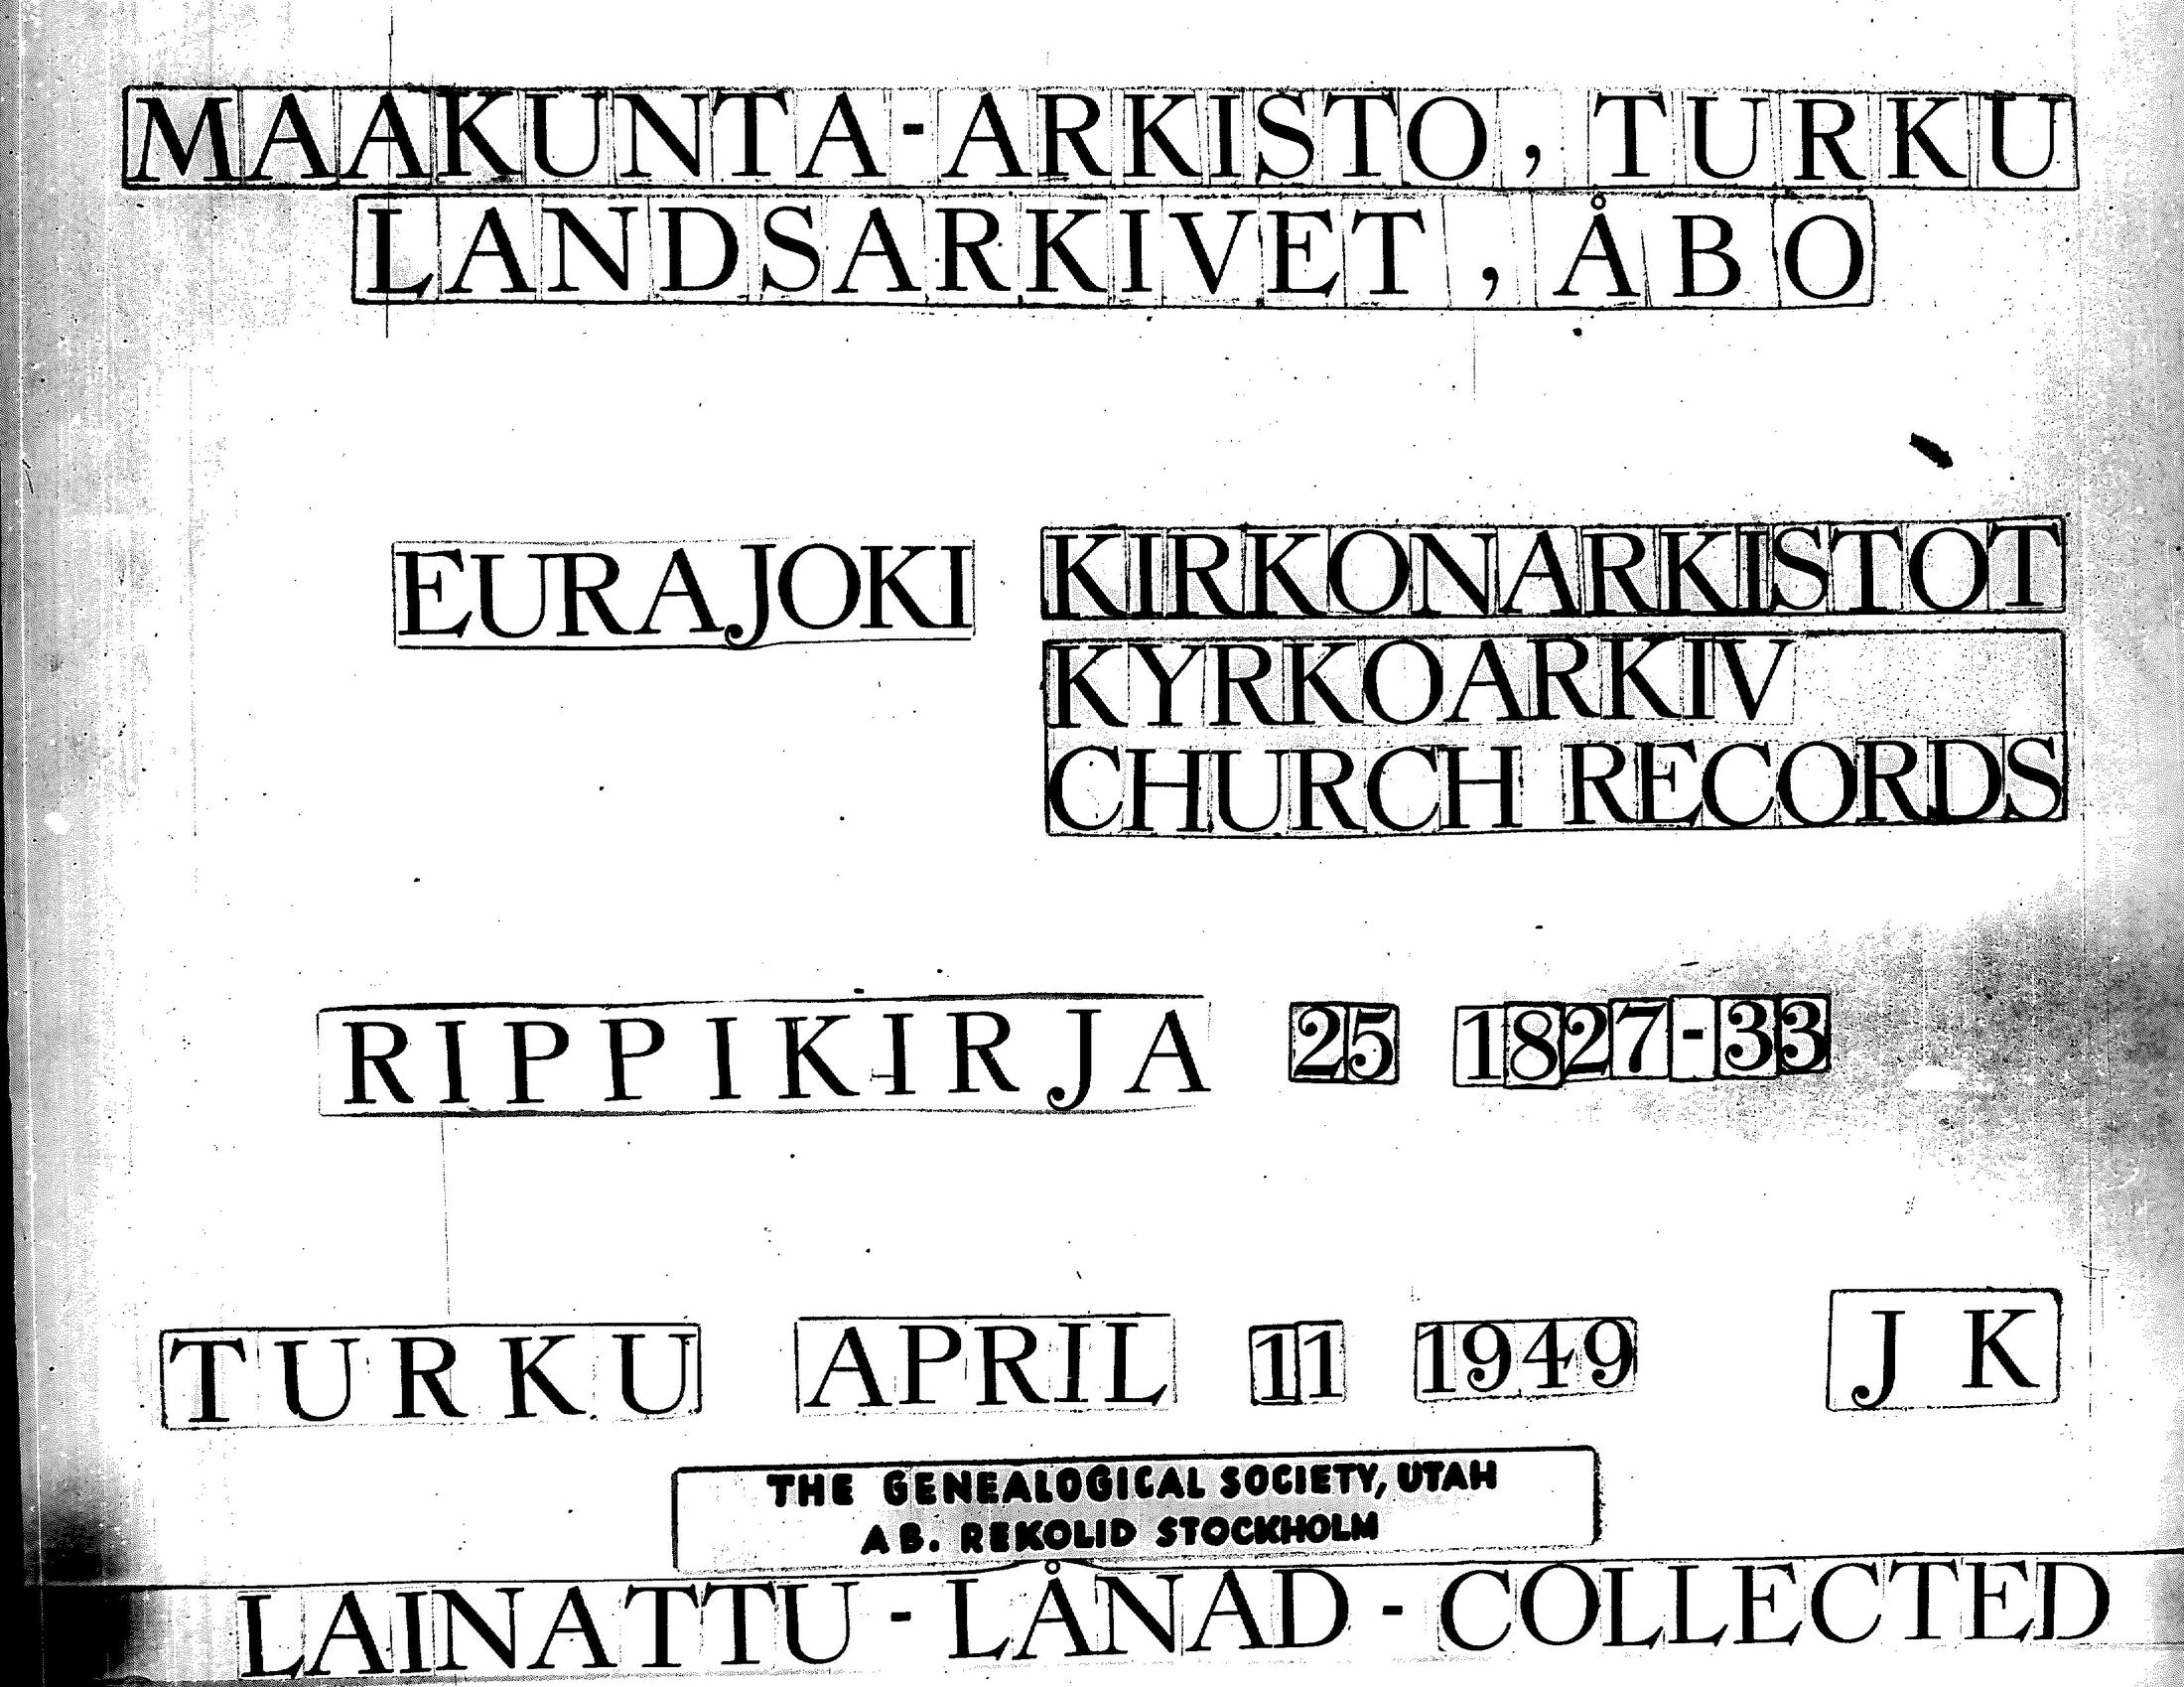 MAAKUNTA-ARKISTO, TURKU
LANDSARKIVET, ÅBO
EURAJOKI KIRKONARKISTOT
KYRKOARKIV
CHURCH RECORDS
RIPPIKIRJA 25 1827-33
TURKU APRIL 11 1949 JK
THE GENEALOGICAL SOCIETY, UTAH
AB. REKOLID STOCKHOLM
LAINATTU - LÅNAD - COLLECTED